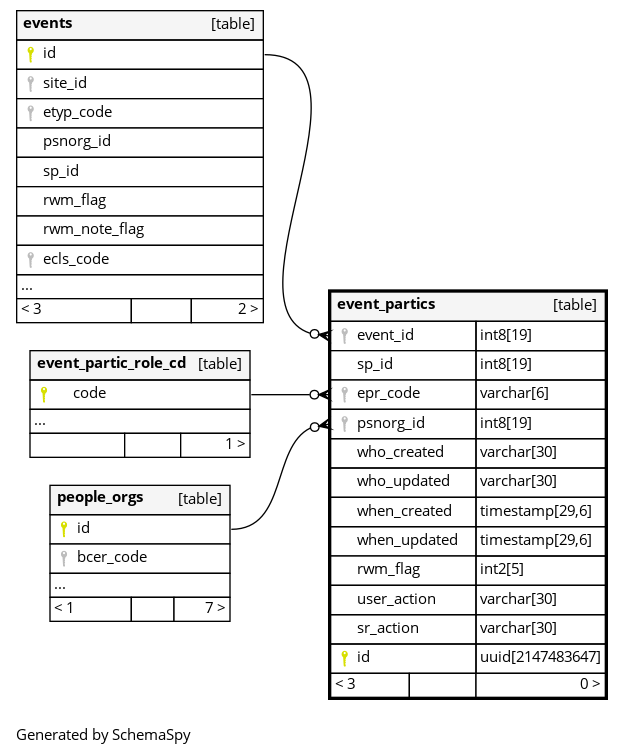 events [table]
id
site_id
etyp_code
psnorg_id
sp_id
rwm_flag
rwm_note_flag
ecls_code
...
< 3 2 >
event_partic_role_cd [table]
code
...
1 >
people_orgs [table]
id
bcer_code
...
< 1 7 >
event_partics [table]
event_id int8[19]
sp_id int8[19]
epr_code varchar[6]
psnorg_id int8[19]
who_created varchar[30]
who_updated varchar[30]
when_created timestamp[29,6]
when_updated timestamp[29,6]
rwm_flag int2[5]
user_action varchar[30]
sr_action varchar[30]
id uuid[2147483647]
< 3 0 >
Generated by SchemaSpy